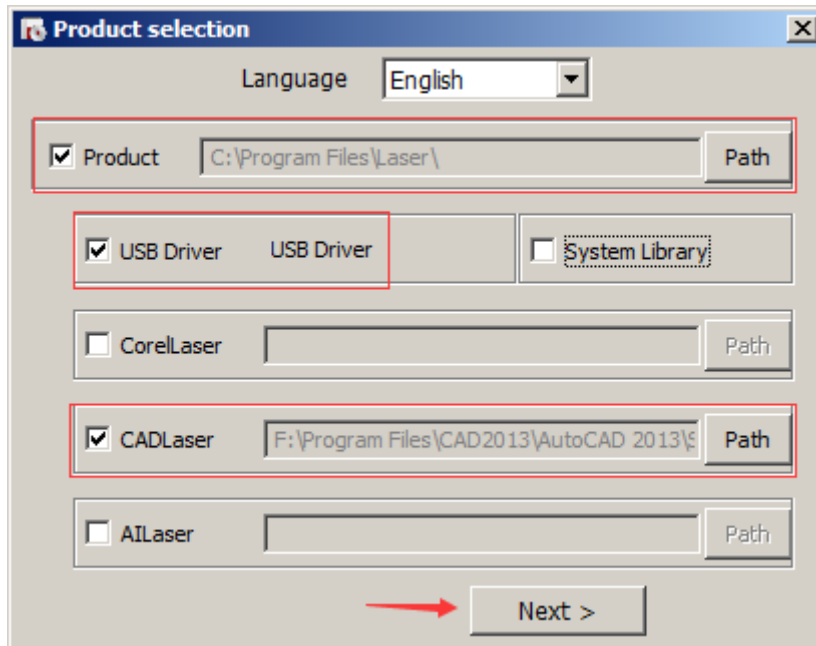 Product selection
Language English
Product C:\Program Files\Laser\ Path
USB Driver USB Driver System Library
CorelLaser Path
CADLaser F:\Program Files\CAD2013\AutoCAD 2013\S Path
AILaser Path
Next >